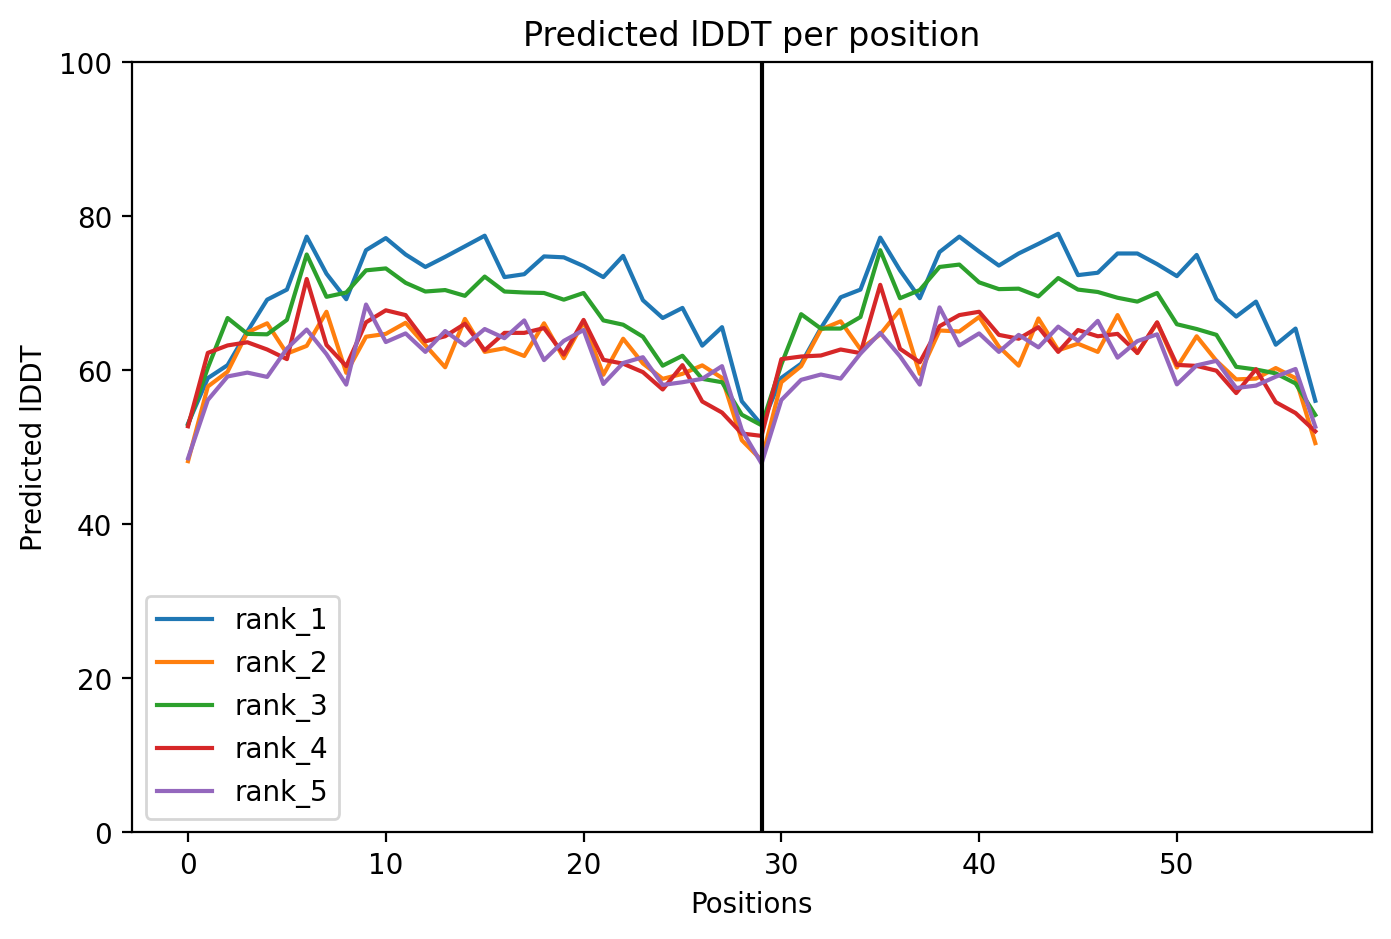 Predicted lDDT per position
100
80
60
40
20
0
Predicted lDDT
rank_1
rank_2
rank_3
rank_4
rank_5
0 10 20 30 40 50
Positions